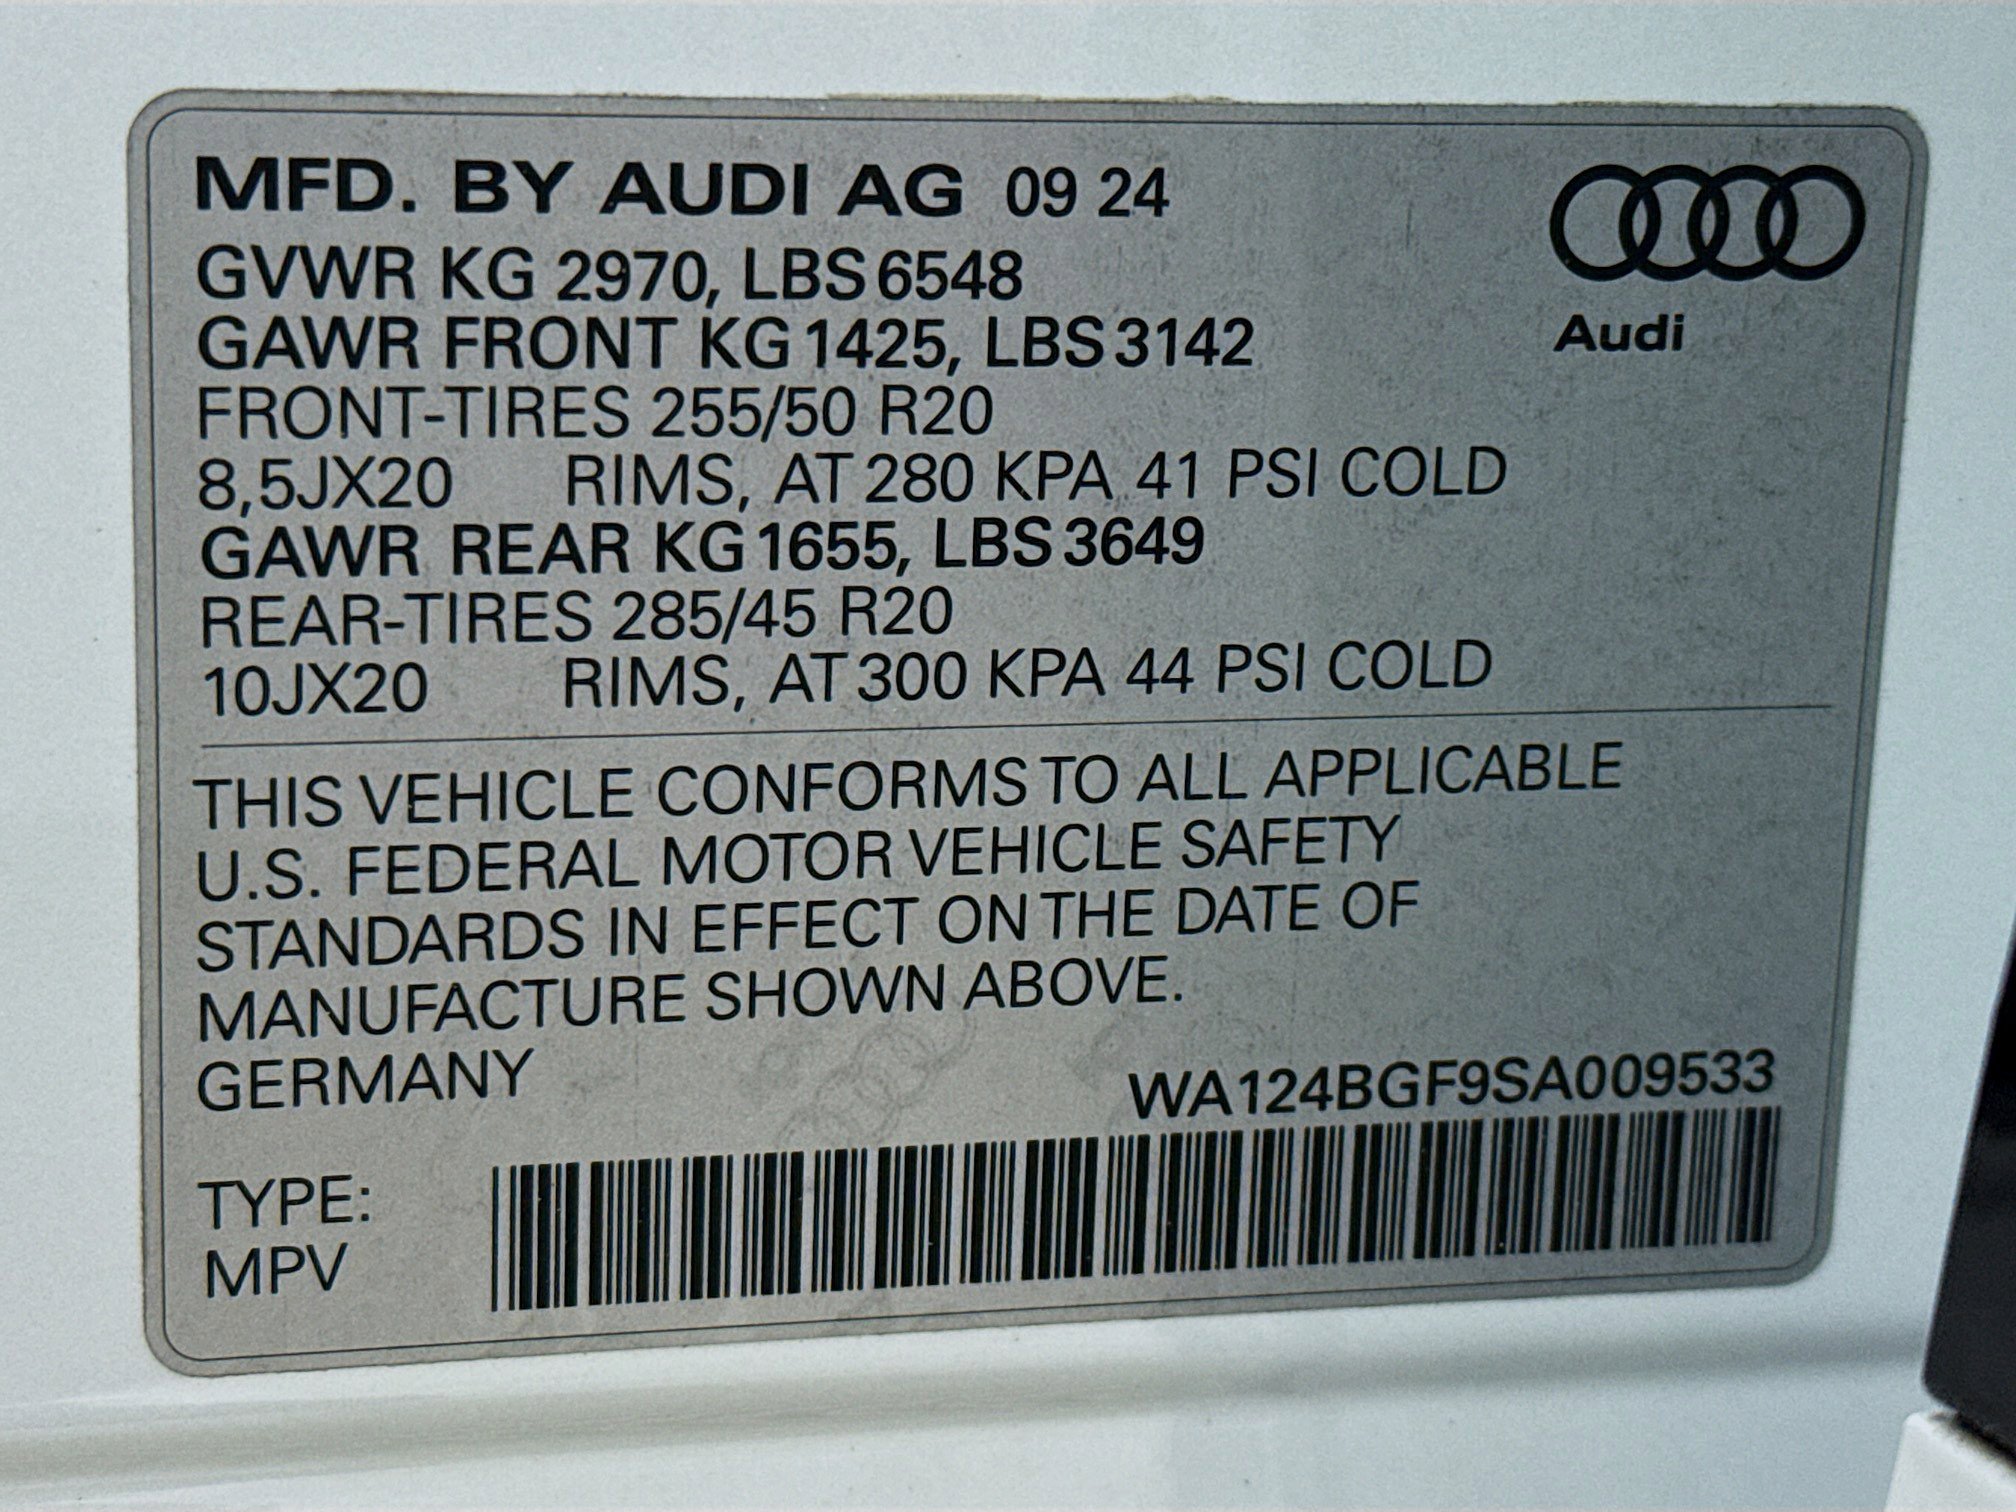 MFD. BY AUDI AG 09 24
GVWR KG 2970, LBS 6548
GAWR FRONT KG 1425, LBS 3142
Audi
FRONT-TIRES 255/50 R20
8,5JX20 RIMS, AT 280 KPA 41 PSI COLD
GAWR REAR KG 1655, LBS 3649
REAR-TIRES 285/45 R20
10JX20 RIMS, AT 300 KPA 44 PSI COLD
THIS VEHICLE CONFORMS TO ALL APPLICABLE
U.S. FEDERAL MOTOR VEHICLE SAFETY
STANDARDS IN EFFECT ON THE DATE OF
MANUFACTURE SHOWN ABOVE.
GERMANY
WA124BGF9SA009533
TYPE:
MPV